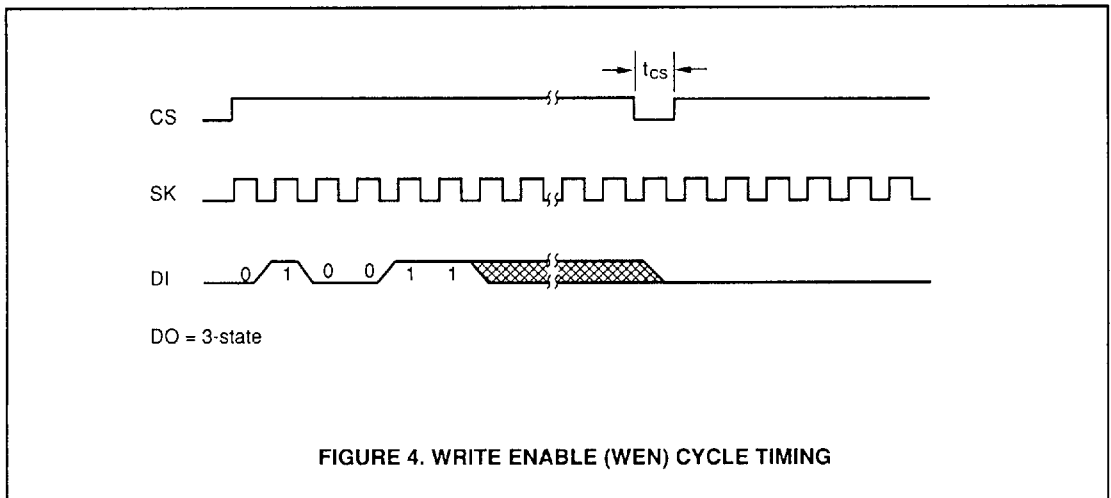 tCS
CS
SK
DI 0 1 0 0 1 1
DO = 3-state
FIGURE 4. WRITE ENABLE (WEN) CYCLE TIMING